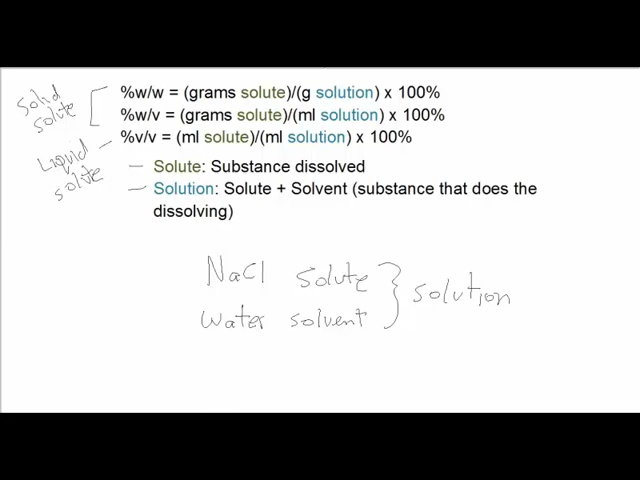 Solid
solute
%w/w = (grams solute)/(g solution) x 100%
%w/v = (grams solute)/(ml solution) x 100%
Liquid
solute
%v/v = (ml solute)/(ml solution) x 100%
Solute: Substance dissolved
Solution: Solute + Solvent (substance that does the
dissolving)
NaCl solute
water solvent
solution